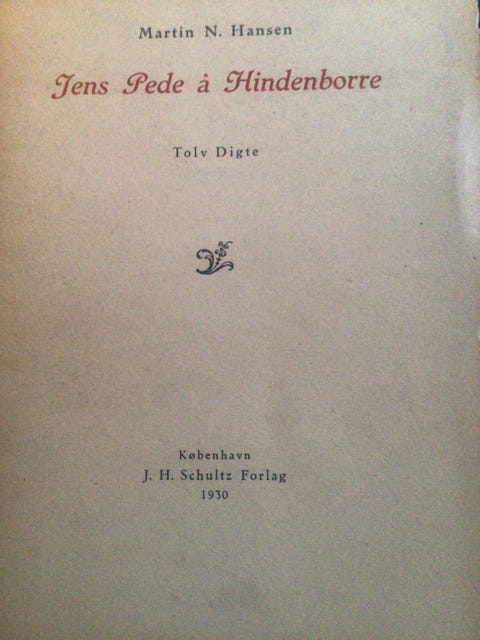 Martin N. Hansen
Jens Pede å Hindenborre
Tolv Digte
København
J. H. Schultz Forlag
1930